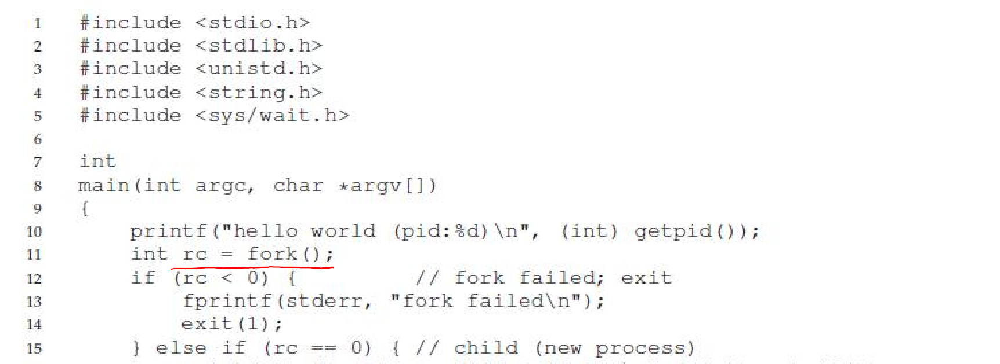 1 #include <stdio.h>
2 #include <stdlib.h>
3 #include <unistd.h>
4 #include <string.h>
5 #include <sys/wait.h>
6
7 int
8 main(int argc, char *argv[])
9 {
10 printf("hello world (pid:%d)\n", (int) getpid());
11 int rc = fork();
12 if (rc < 0) { // fork failed; exit
13 fprintf(stderr, "fork failed\n");
14 exit(1);
15 } else if (rc == 0) { // child (new process)